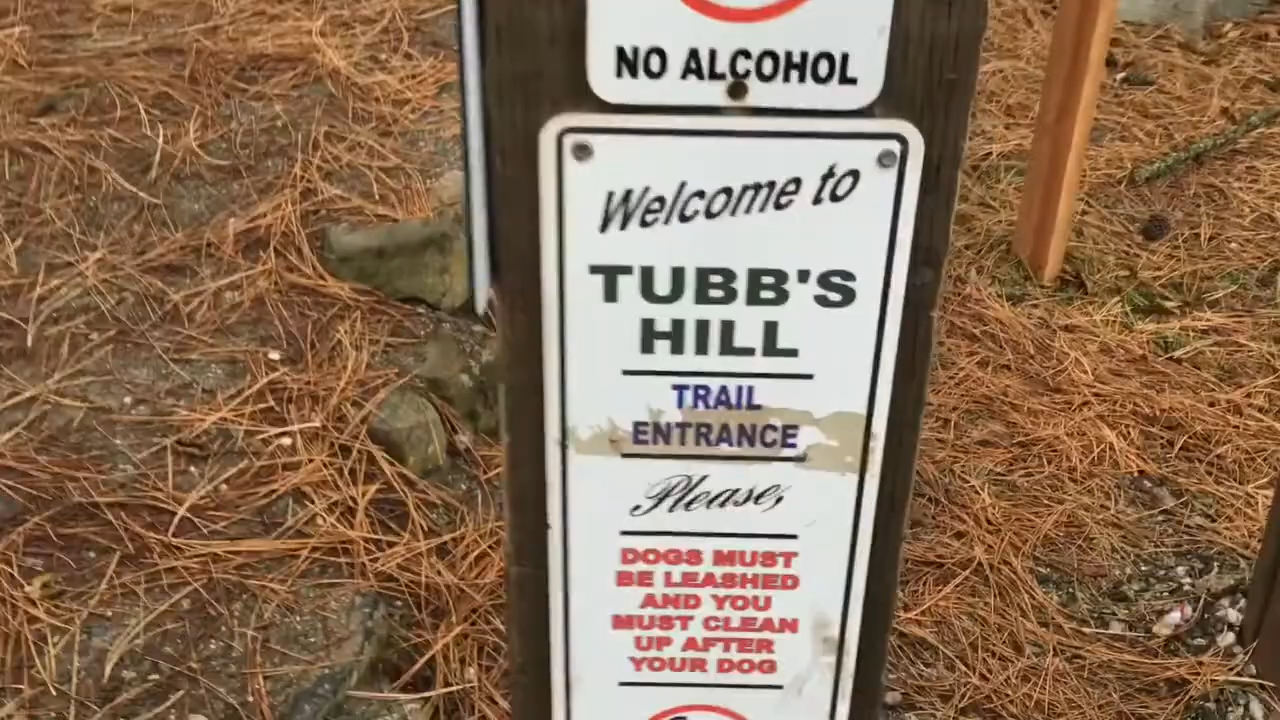 NO ALCOHOL
Welcome to
TUBB'S
HILL
TRAIL
ENTRANCE
Please,
DOGS MUST
BE LEASHED
AND YOU
MUST CLEAN
UP AFTER
YOUR DOG